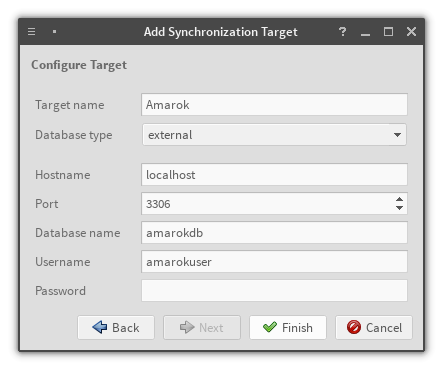 Add Synchronization Target ?
Configure Target
Target name Amarok
Database type external
Hostname localhost
Port 3306
Database name amarokdb
Username amarokuser
Password
Back Next Finish Cancel